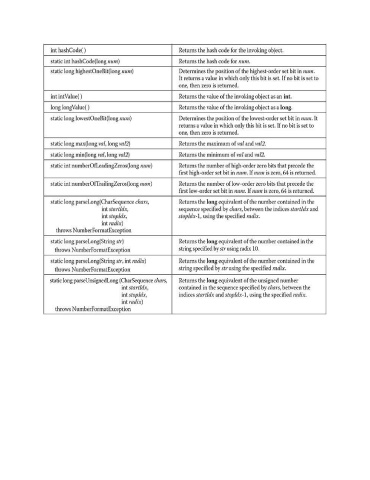 int hashCode( )
Returns the hash code for the invoking object.
static int hashCode(long num)
Returns the hash code for num.
static long highestOneBit(long num)
Determines the position of the highest-order set bit in num.
It returns a value in which only this bit is set. If no bit is set to
one, then zero is returned.
int intValue( )
Returns the value of the invoking object as an int.
long longValue( )
Returns the value of the invoking object as a long.
static long lowestOneBit(long num)
Determines the position of the lowest-order set bit in num. It
returns a value in which only this bit is set. If no bit is set to
one, then zero is returned.
static long max(long val, long val2)
Returns the maximum of val and val2.
static long min(long val, long val2)
Returns the minimum of val and val2.
static int numberOfLeadingZeros(long num)
Returns the number of high-order zero bits that precede the
first high-order set bit in num. If num is zero, 64 is returned.
static int numberOfTrailingZeros(long num)
Returns the number of low-order zero bits that precede the
first low-order set bit in num. If num is zero, 64 is returned.
static long parseLong(CharSequence chars,
int startIdx,
int stopIdx,
int radix)
throws NumberFormatException
Returns the long equivalent of the number contained in the
sequence specified by chars, between the indices startIdx and
stopIdx-1, using the specified radix.
static long parseLong(String str)
throws NumberFormatException
Returns the long equivalent of the number contained in the
string specified by str using radix 10.
static long parseLong(String str, int radix)
throws NumberFormatException
Returns the long equivalent of the number contained in the
string specified by str using the specified radix.
static long parseUnsignedLong (CharSequence chars,
int startIdx,
int stopIdx,
int radix)
throws NumberFormatException
Returns the long equivalent of the unsigned number
contained in the sequence specified by chars, between the
indices startIdx and stopIdx-1, using the specified radix.